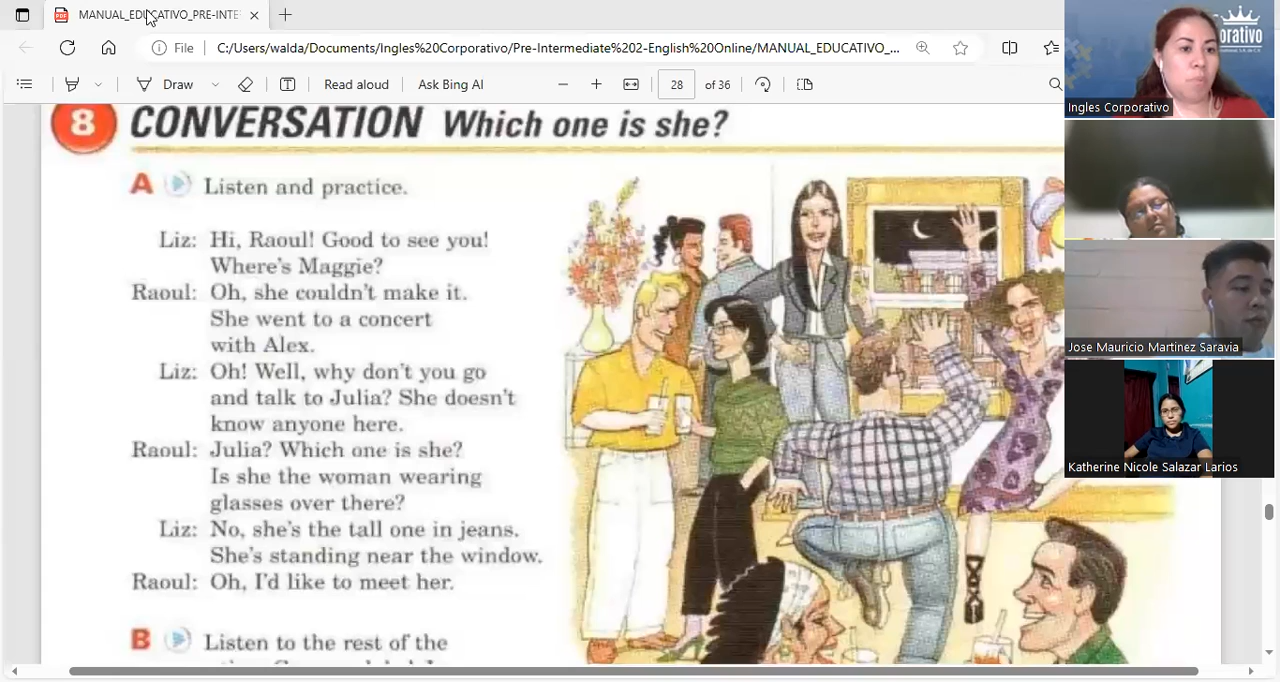 MANUAL_EDUCATIVO_PRE-INTE
File
C:/Users/walda/Documents/Ingles%20Corporativo/Pre-Intermediate%202-English%20Online/MANUAL_EDUCATIVO_...
Draw
Read aloud
Ask Bing AI
28
of 36
8 CONVERSATION Which one is she?
A Listen and practice.
Liz: Hi, Raoul! Good to see you!
Where's Maggie?
Raoul: Oh, she couldn't make it.
She went to a concert
with Alex.
Liz: Oh! Well, why don't you go
and talk to Julia? She doesn't
know anyone here.
Raoul: Julia? Which one is she?
Is she the woman wearing
glasses over there?
Liz: No, she's the tall one in jeans.
She's standing near the window.
Raoul: Oh, I'd like to meet her.
B Listen to the rest of the
orativo
Ingles Corporativo
Jose Mauricio Martinez Saravia
Katherine Nicole Salazar Larios